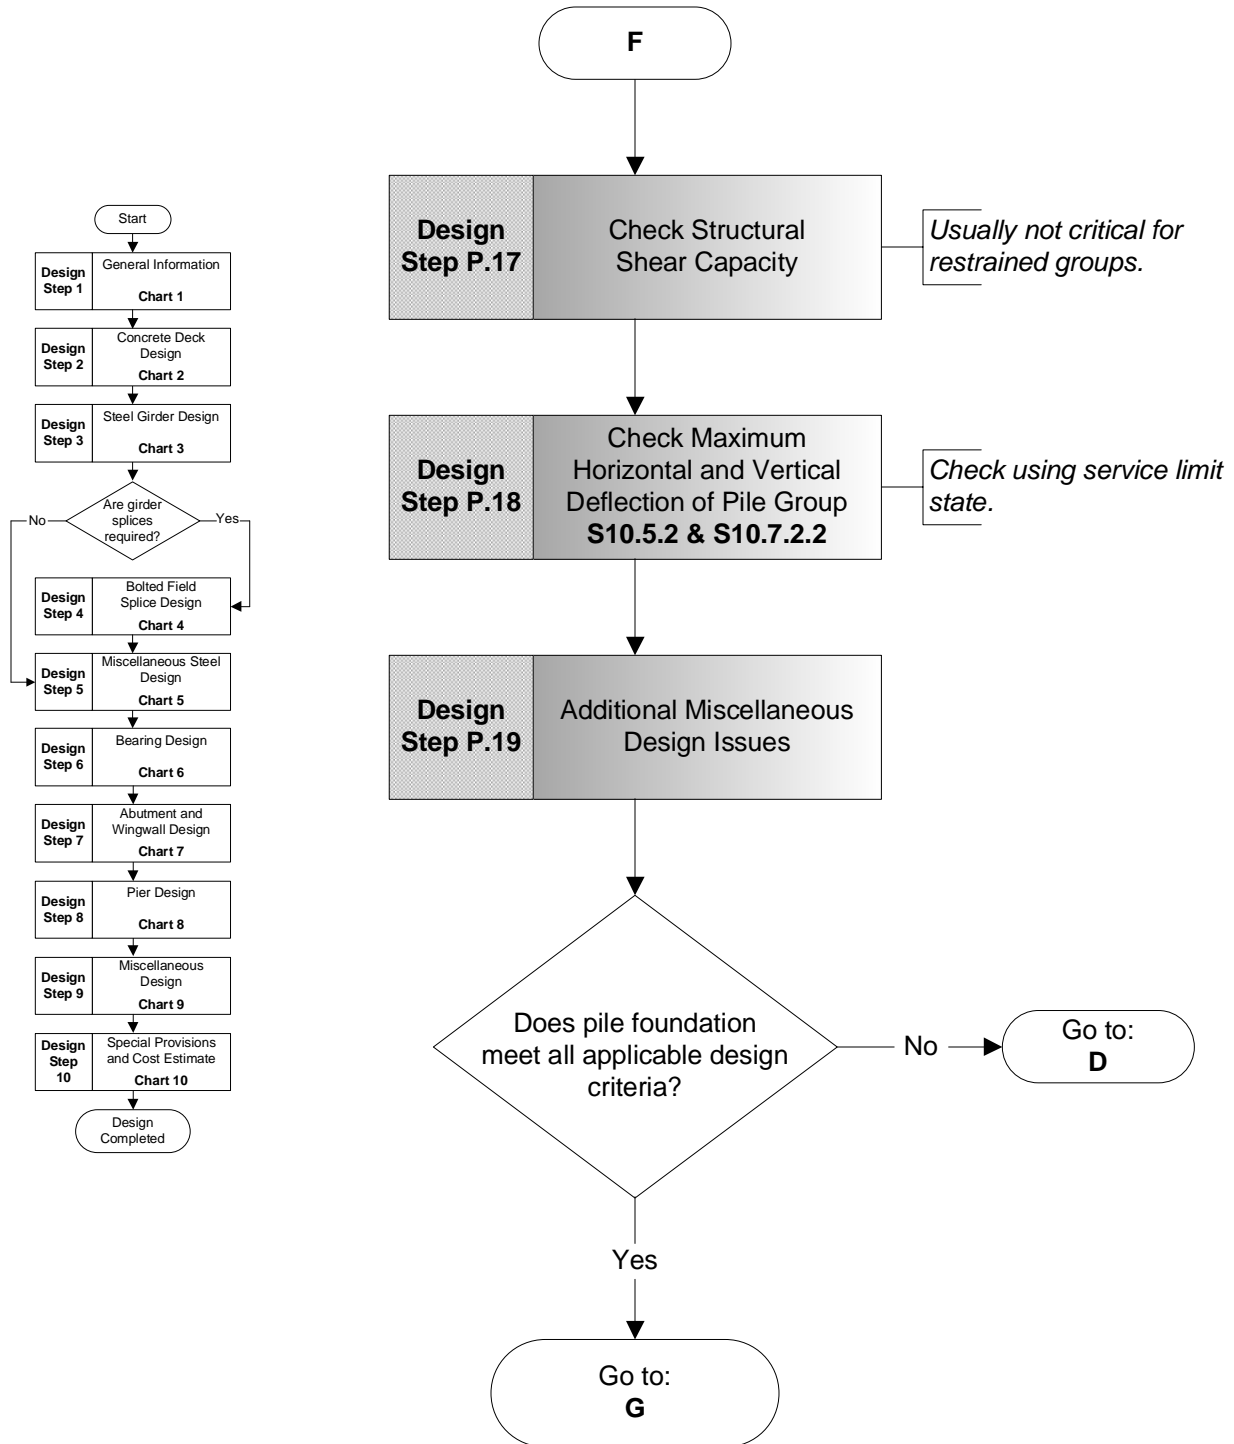 Start
Design
Step 1
General Information
Chart 1
Design
Step 2
Concrete Deck
Design
Chart 2
Design
Step 3
Steel Girder Design
Chart 3
Are girder
splices
required?
No
Yes
Design
Step 4
Bolted Field
Splice Design
Chart 4
Design
Step 5
Miscellaneous Steel
Design
Chart 5
Design
Step 6
Bearing Design
Chart 6
Design
Step 7
Abutment and
Wingwall Design
Chart 7
Design
Step 8
Pier Design
Chart 8
Design
Step 9
Miscellaneous
Design
Chart 9
Design
Step
10
Special Provisions
and Cost Estimate
Chart 10
Design
Completed
F
Design
Step P.17
Check Structural
Shear Capacity
Usually not critical for
restrained groups.
Design
Step P.18
Check Maximum
Horizontal and Vertical
Deflection of Pile Group
S10.5.2 & S10.7.2.2
Check using service limit
state.
Design
Step P.19
Additional Miscellaneous
Design Issues
Does pile foundation
meet all applicable design
criteria?
No
Go to:
D
Yes
Go to:
G